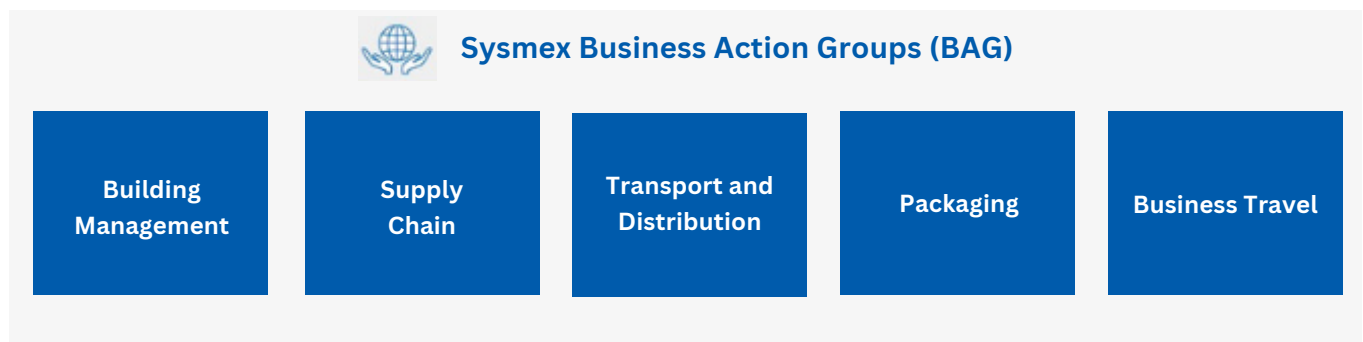 Sysmex Business Action Groups (BAG)
Building
Management
Supply
Chain
Transport and
Distribution
Packaging
Business Travel